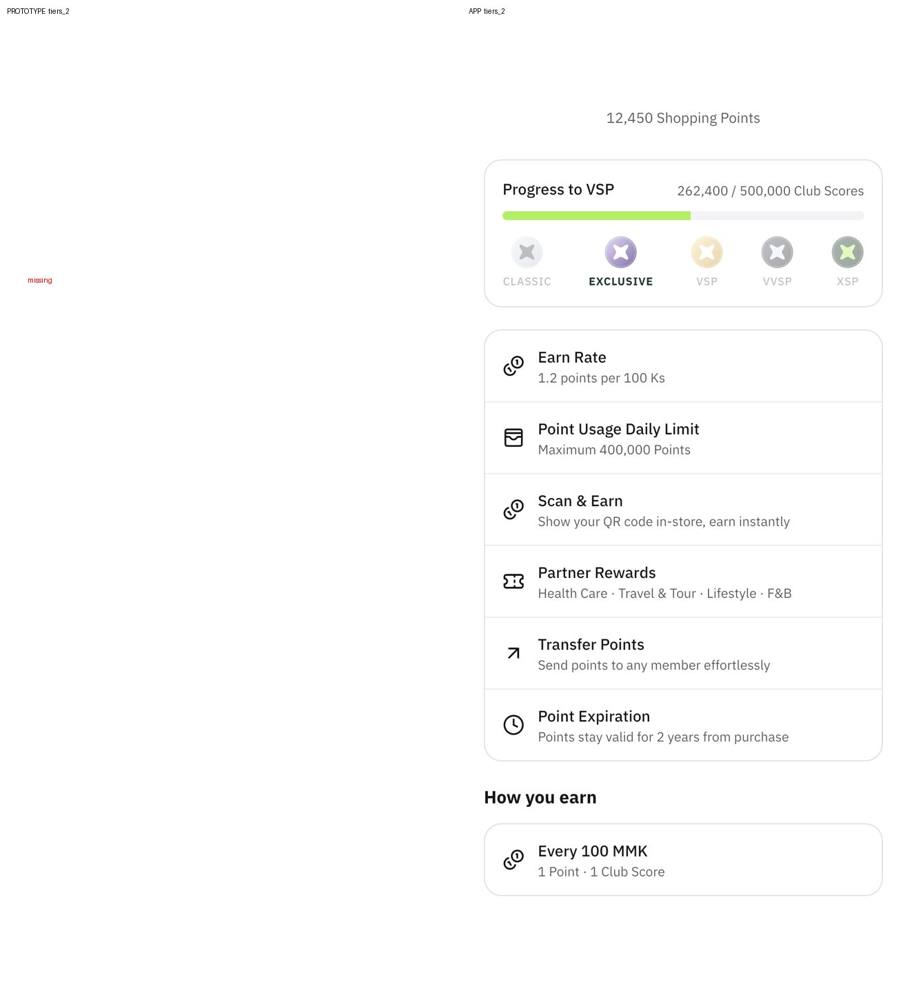 PROTOTYPE tiers_2
APP tiers_2
missing
12,450 Shopping Points
Progress to VSP
262,400 / 500,000 Club Scores
CLASSIC
EXCLUSIVE
VSP
VVSP
XSP
Earn Rate
1.2 points per 100 Ks
Point Usage Daily Limit
Maximum 400,000 Points
Scan & Earn
Show your QR code in-store, earn instantly
Partner Rewards
Health Care · Travel & Tour · Lifestyle · F&B
Transfer Points
Send points to any member effortlessly
Point Expiration
Points stay valid for 2 years from purchase
How you earn
Every 100 MMK
1 Point · 1 Club Score